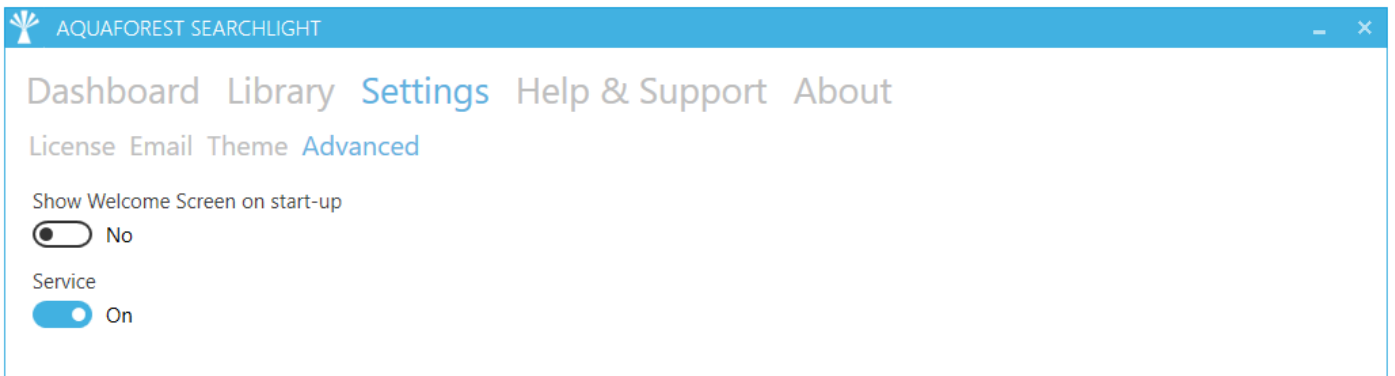 AQUAFOREST SEARCHLIGHT
Dashboard Library Settings Help & Support About
License Email Theme Advanced
Show Welcome Screen on start-up
No
Service
On